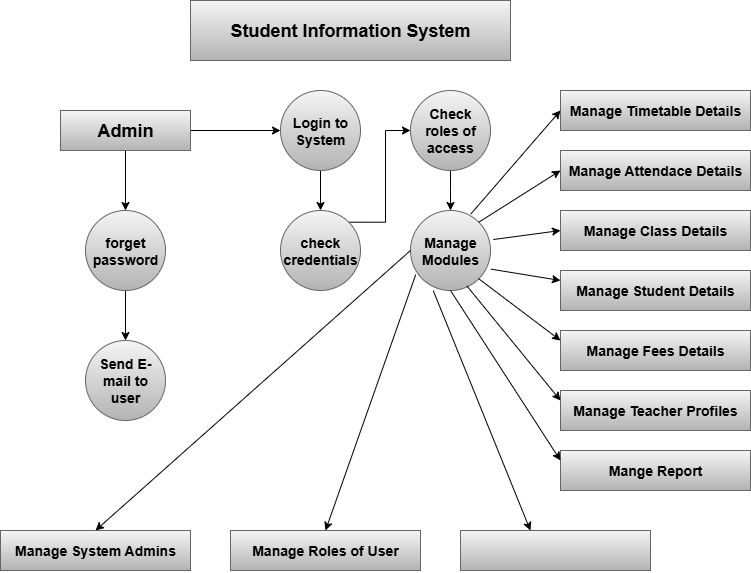 Student Information System
Admin
Login to
System
Check
roles of
access
Manage Timetable Details
Manage Attendace Details
forget
password
check
credentials
Manage
Modules
Manage Class Details
Manage Student Details
Send E-
mail to
user
Manage Fees Details
Manage Teacher Profiles
Mange Report
Manage System Admins
Manage Roles of User